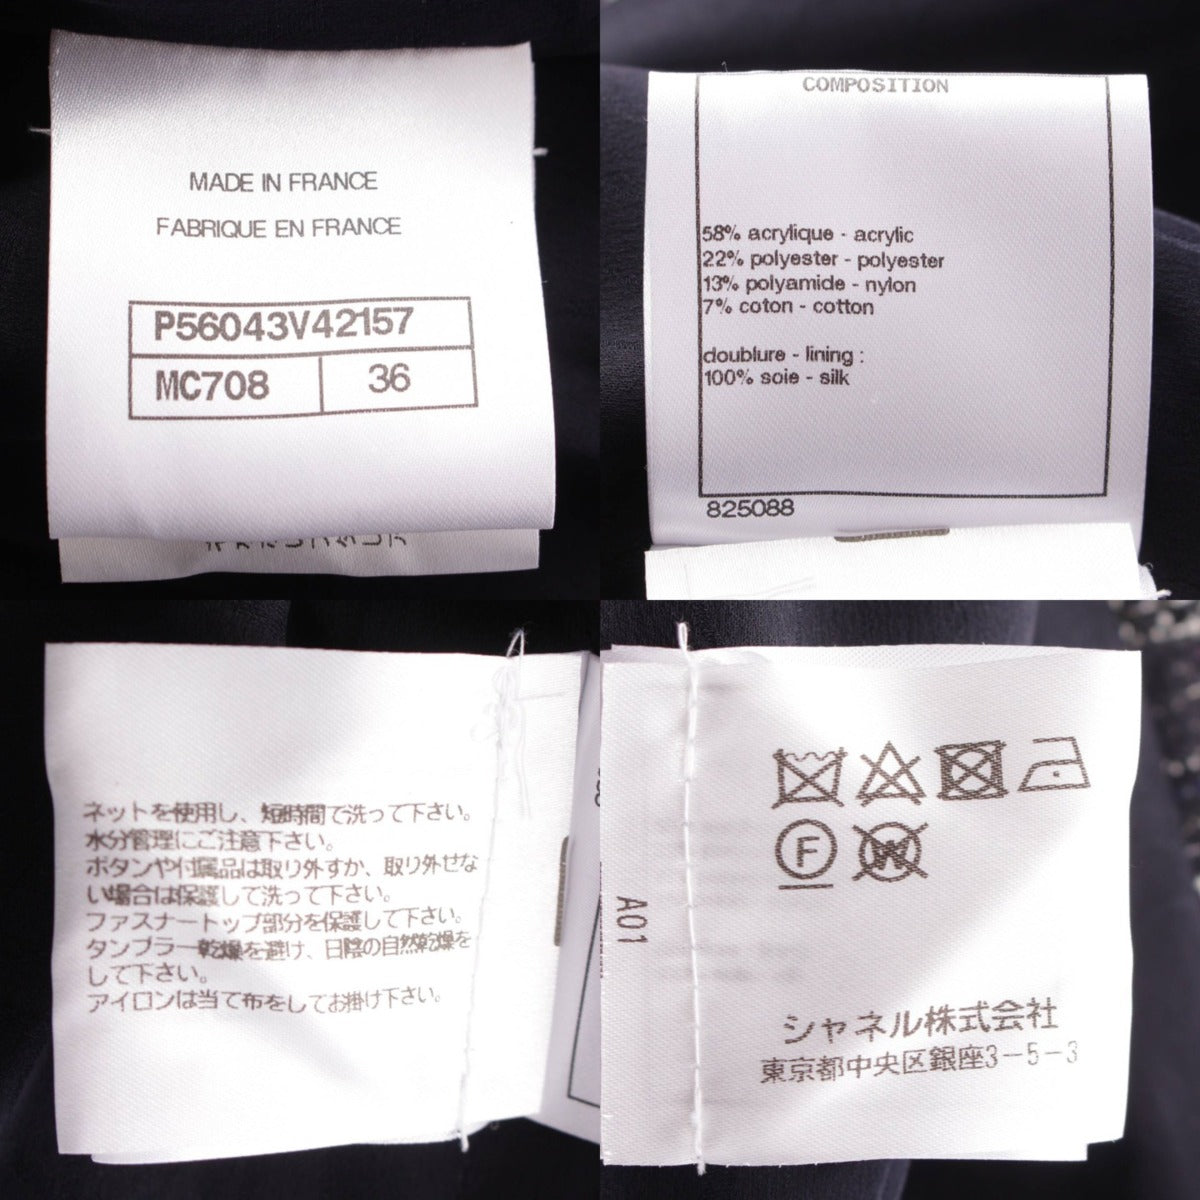 MADE IN FRANCE
FABRIQUE EN FRANCE
P56043V42157
MC708 36
COMPOSITION
58% acrylique - acrylic
22% polyester - polyester
13% polyamide - nylon
7% coton - cotton
doublure - lining :
100% soie - silk
825088
ネットを使用し、短時間で洗って下さい。
水分管理にご注意下さい。
ボタンや付属品は取り外すか、取り外せな
い場合は保護して洗って下さい。
ファスナートップ部分を保護して下さい。
タンブラー乾燥を避け、日陰の自然乾燥を
して下さい。
アイロンは当て布をしてお掛け下さい。
F
W
A01
シャネル株式会社
東京都中央区銀座3-5-3